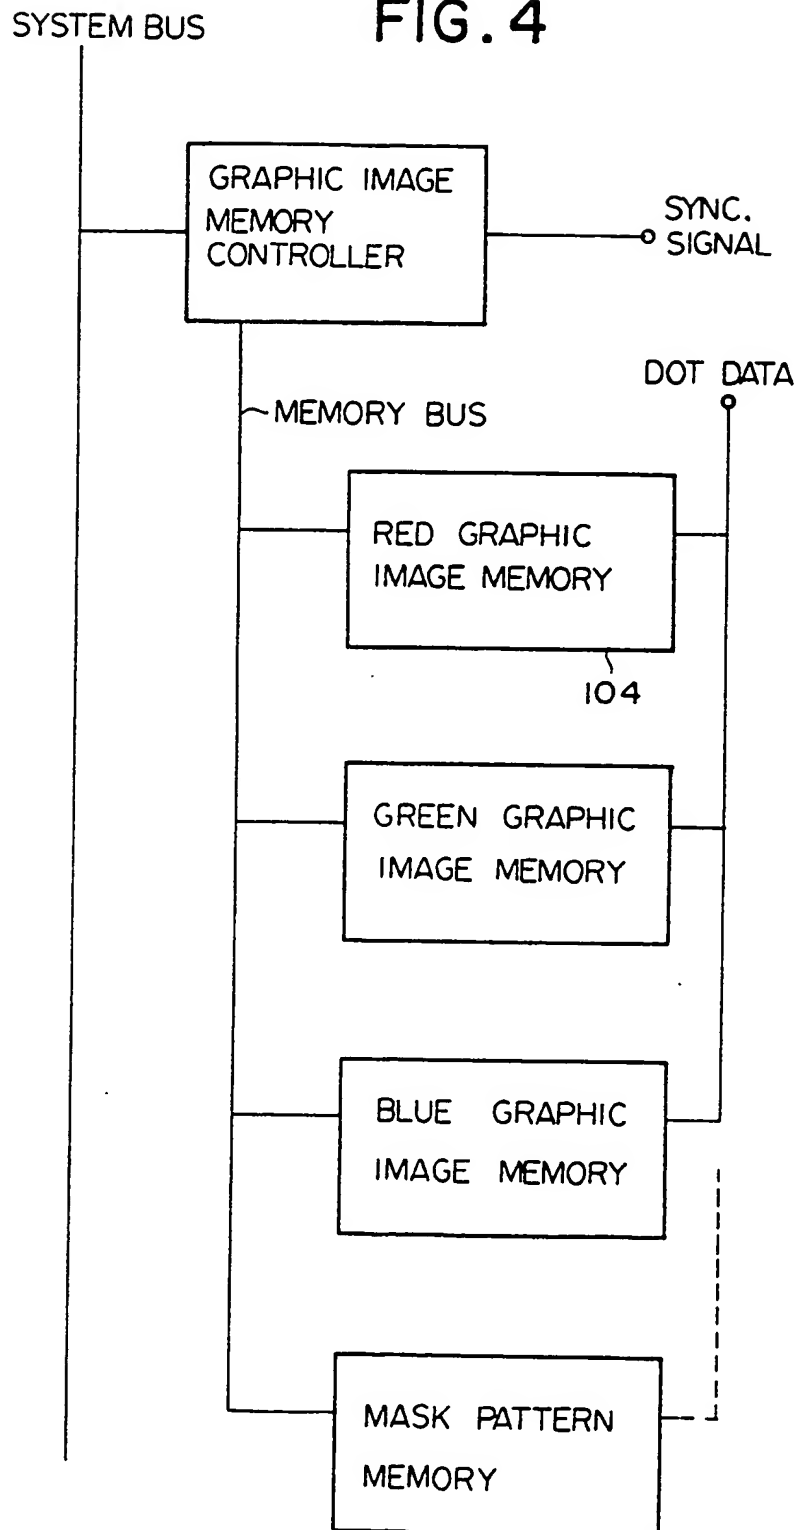 SYSTEM BUS
FIG. 4
GRAPHIC IMAGE
MEMORY
CONTROLLER
SYNC.
SIGNAL
DOT DATA
MEMORY BUS
RED GRAPHIC
IMAGE MEMORY
104
GREEN GRAPHIC
IMAGE MEMORY
BLUE GRAPHIC
IMAGE MEMORY
MASK PATTERN
MEMORY